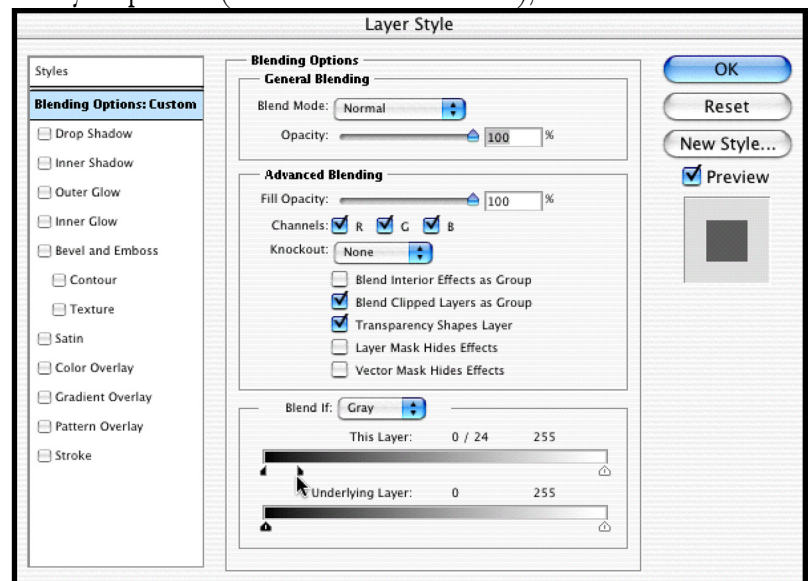 Layer Style
Styles
Blending Options: Custom
Drop Shadow
Inner Shadow
Outer Glow
Inner Glow
Bevel and Emboss
Contour
Texture
Satin
Color Overlay
Gradient Overlay
Pattern Overlay
Stroke
Blending Options
General Blending
Blend Mode: Normal
Opacity: 100 %
Advanced Blending
Fill Opacity: 100 %
Channels: R G B
Knockout: None
Blend Interior Effects as Group
Blend Clipped Layers as Group
Transparency Shapes Layer
Layer Mask Hides Effects
Vector Mask Hides Effects
Blend If: Gray
This Layer: 0 / 24 255
Underlying Layer: 0 255
OK
Reset
New Style...
Preview